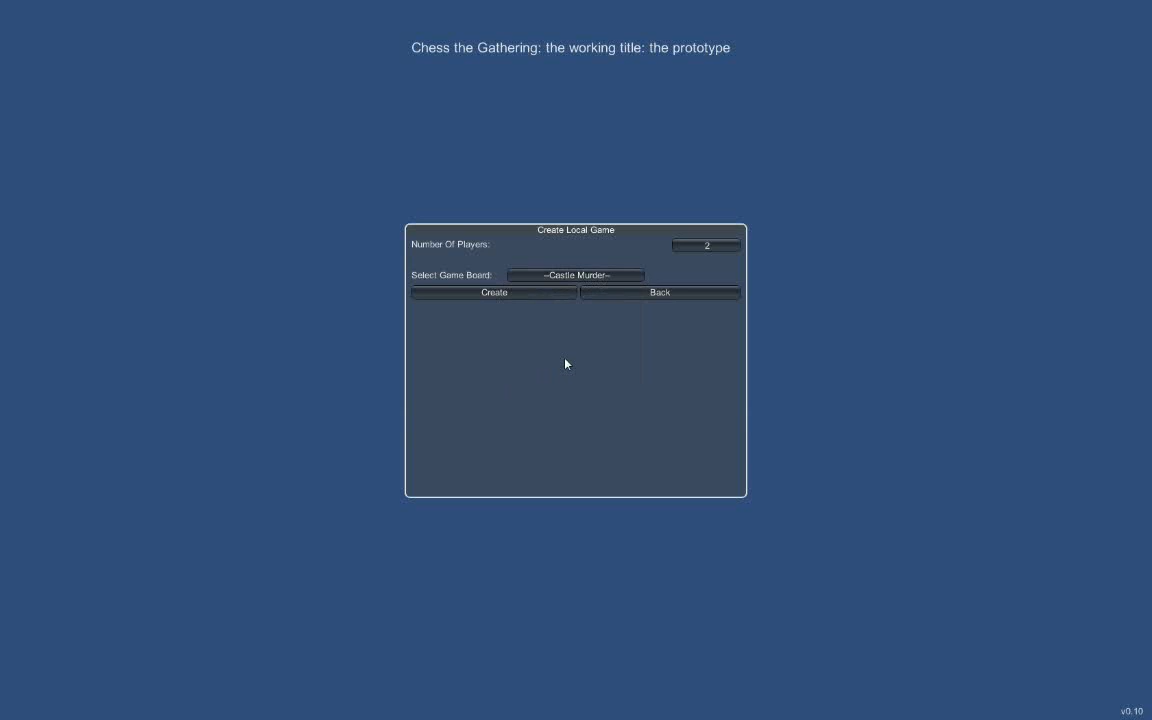 Chess the Gathering: the working title: the prototype
Create Local Game
Number Of Players: 2
Select Game Board: --Castle Murder--
Create Back
v0.10